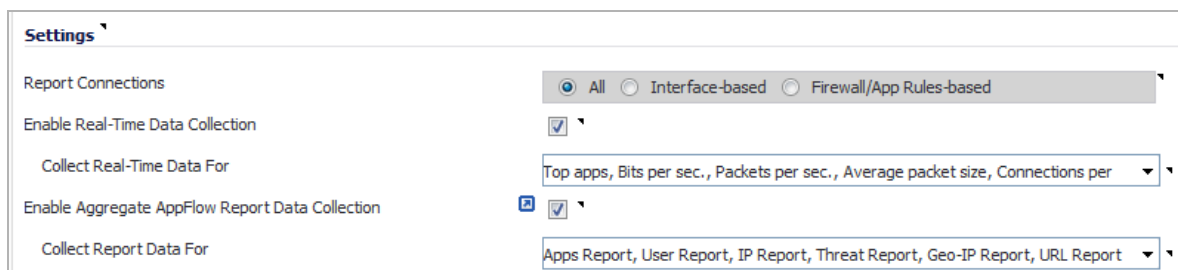 Settings
Report Connections
All Interface-based Firewall/App Rules-based
Enable Real-Time Data Collection
Collect Real-Time Data For
Top apps, Bits per sec., Packets per sec., Average packet size, Connections per
Enable Aggregate AppFlow Report Data Collection
Collect Report Data For
Apps Report, User Report, IP Report, Threat Report, Geo-IP Report, URL Report